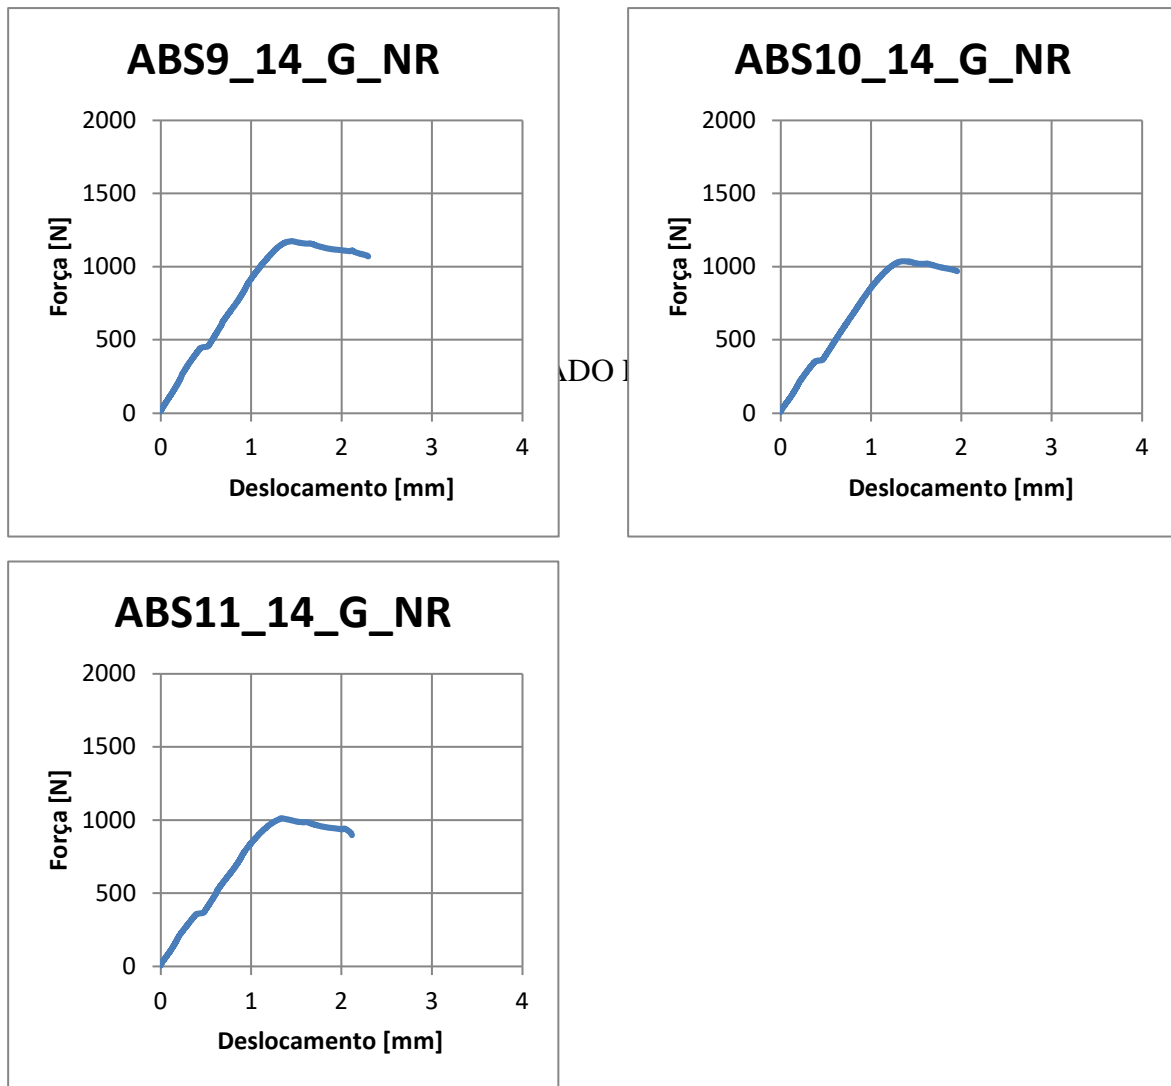 ABS9_14_G_NR
2000
1500
1000
500
0
0 1 2 3 4
Força [N]
Deslocamento [mm]
ABS10_14_G_NR
2000
1500
1000
500
0
0 1 2 3 4
Força [N]
Deslocamento [mm]
ABS11_14_G_NR
2000
1500
1000
500
0
0 1 2 3 4
Força [N]
Deslocamento [mm]